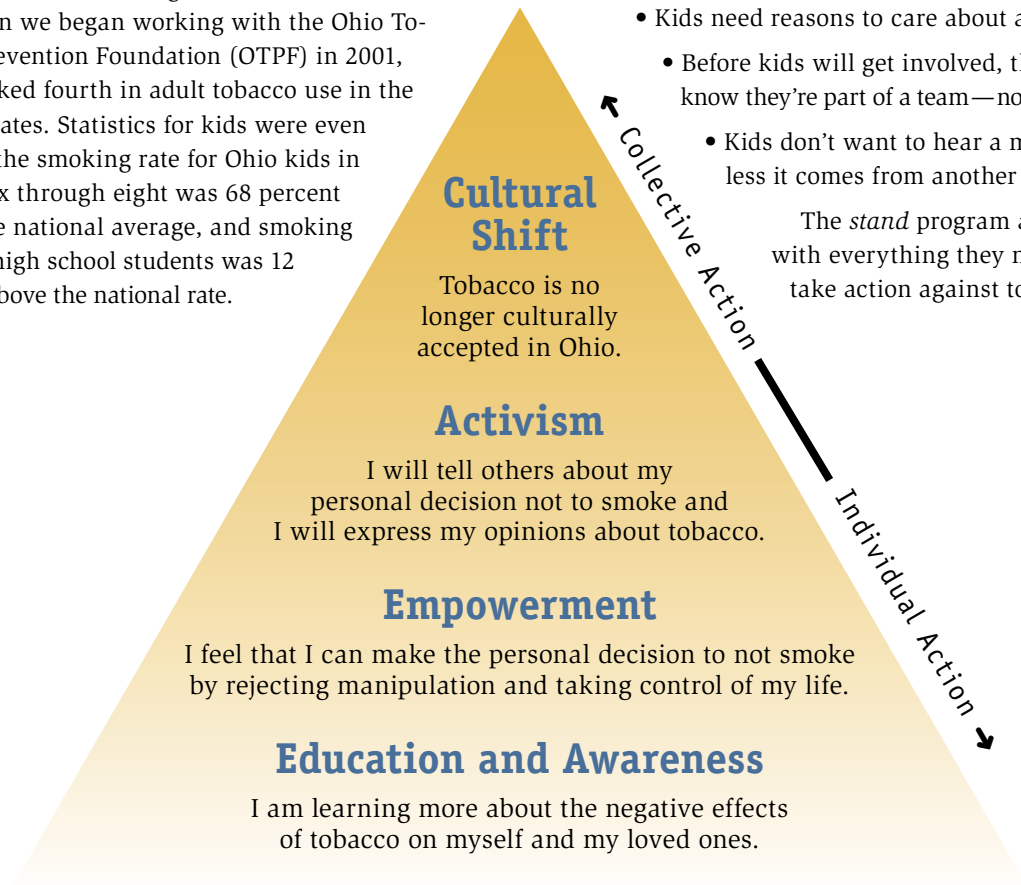 n we began working with the Ohio To-
evention Foundation (OTPF) in 2001,
ked fourth in adult tobacco use in the
ates. Statistics for kids were even
the smoking rate for Ohio kids in
x through eight was 68 percent
e national average, and smoking
high school students was 12
bove the national rate.
Cultural
Shift
Tobacco is no
longer culturally
accepted in Ohio.
Activism
I will tell others about my
personal decision not to smoke and
I will express my opinions about tobacco.
Empowerment
I feel that I can make the personal decision to not smoke
by rejecting manipulation and taking control of my life.
Education and Awareness
I am learning more about the negative effects
of tobacco on myself and my loved ones.
Collective Action
Individual Action
• Kids need reasons to care about a
• Before kids will get involved, th
know they’re part of a team—no
• Kids don’t want to hear a m
less it comes from another
The stand program a
with everything they n
take action against to